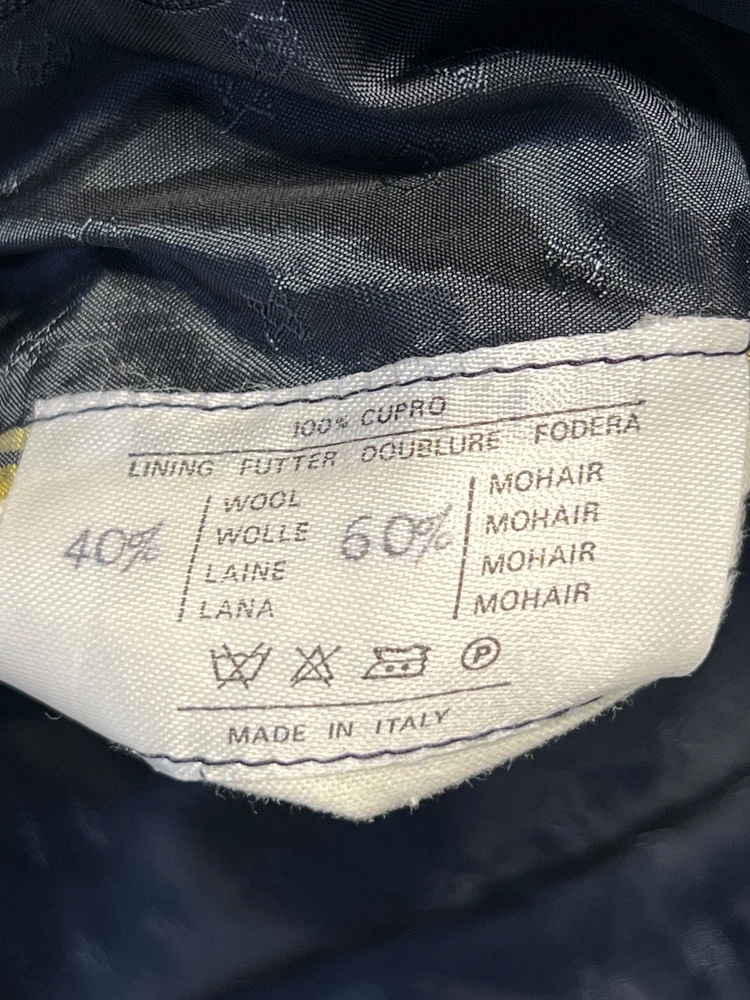 100% CUPRO
LINING FUTTER DOUBLURE FODERA
40% WOOL 60% MOHAIR
WOLLE MOHAIR
LAINE MOHAIR
LANA MOHAIR
P
MADE IN ITALY